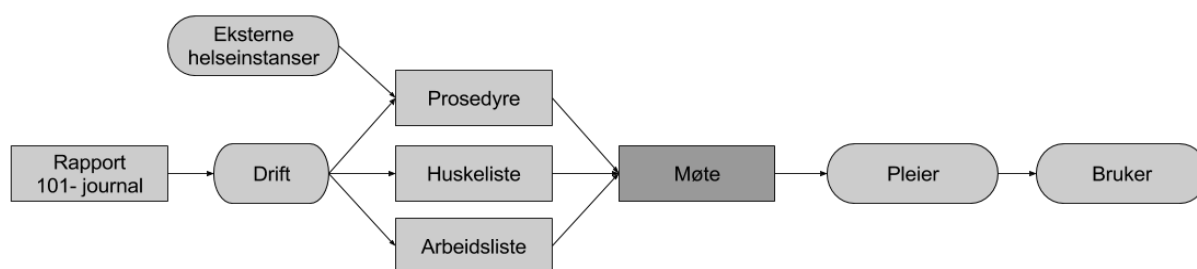 Eksterne
helseinstanser
Prosedyre
Rapport
101- journal
Drift
Huskeliste
Møte
Pleier
Bruker
Arbeidsliste